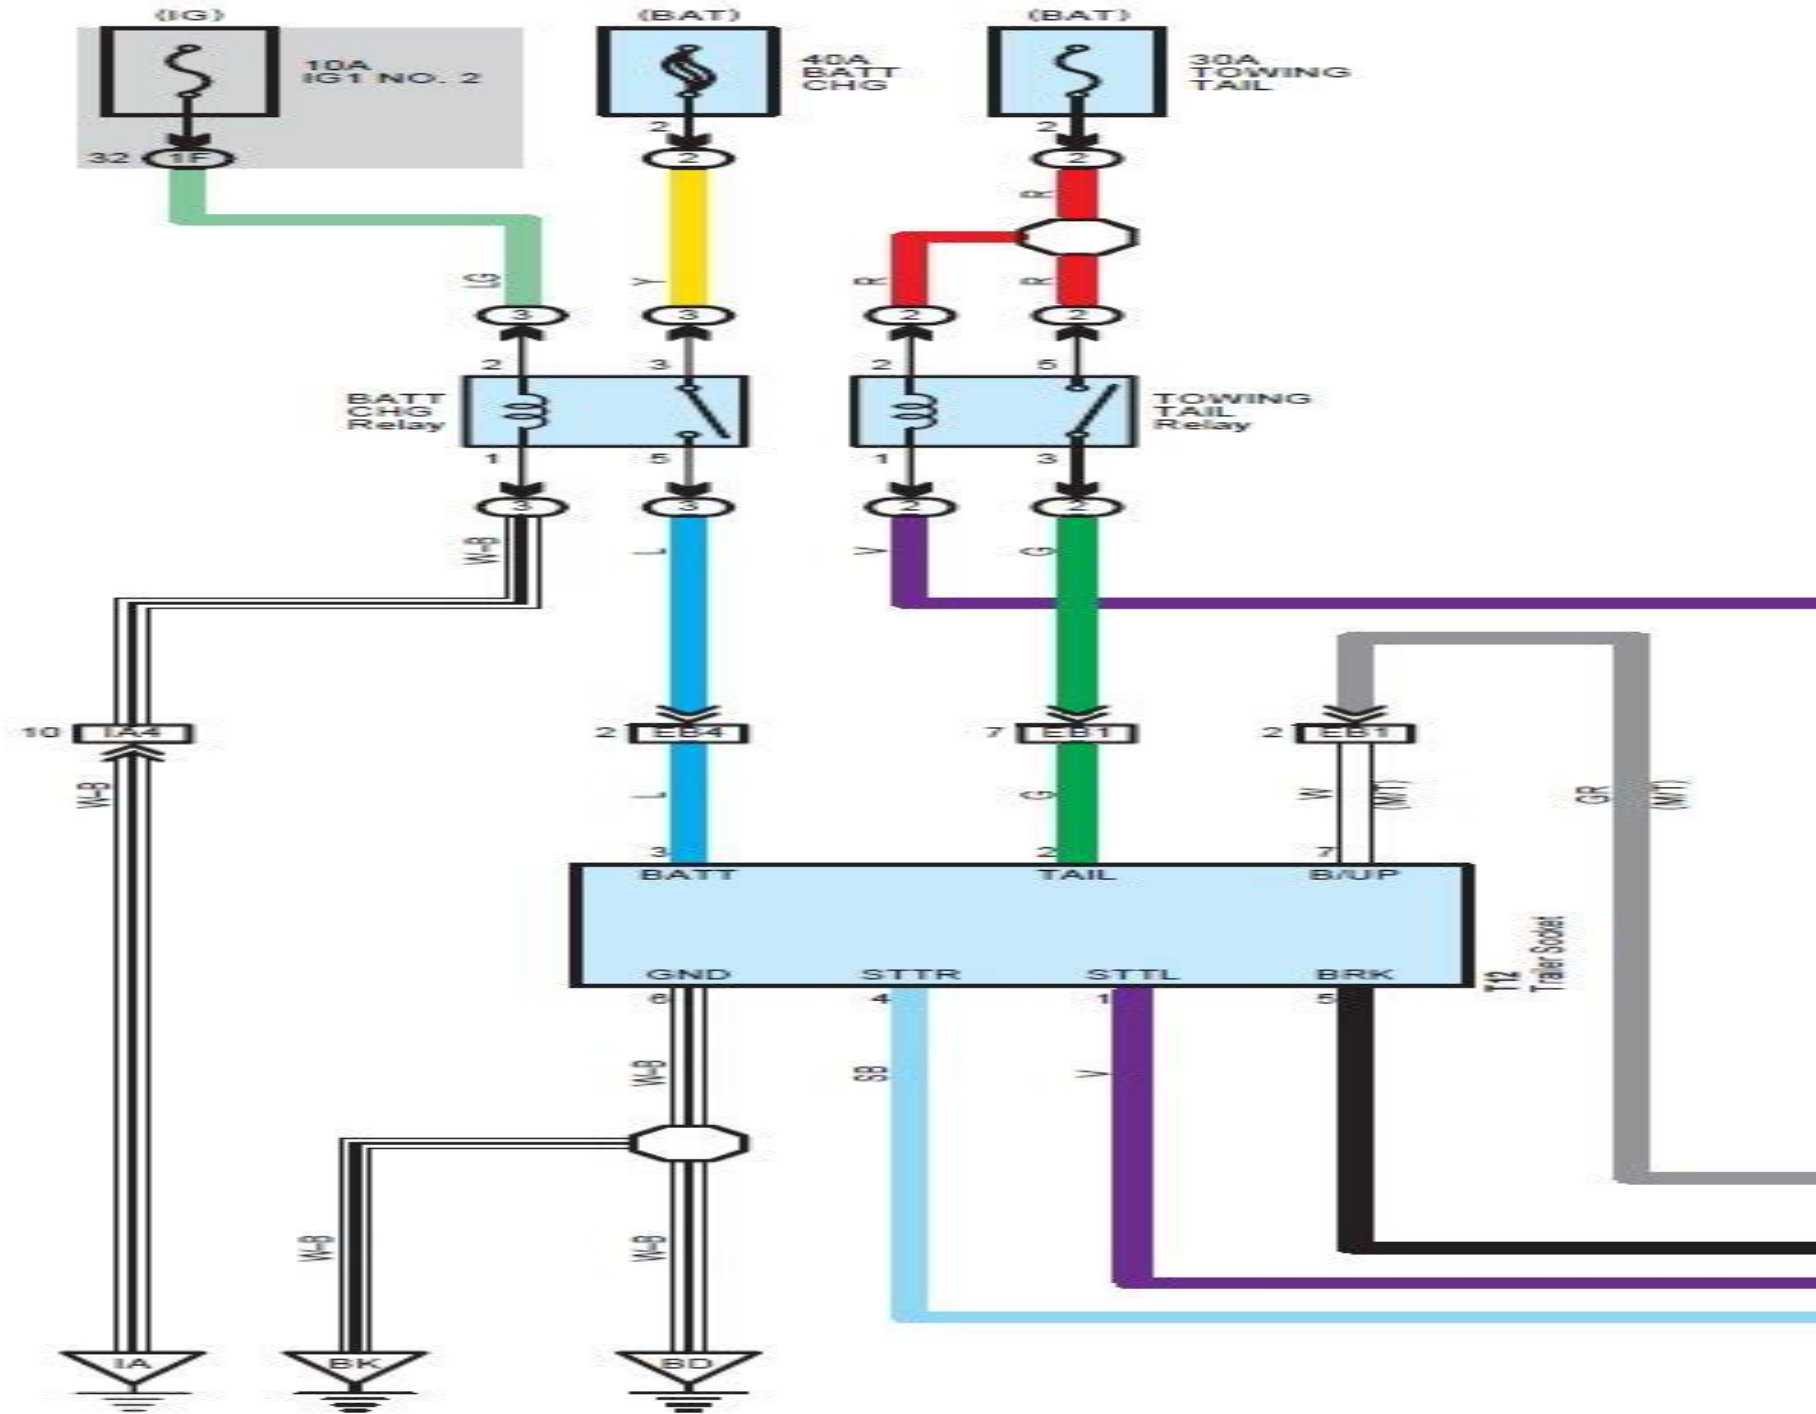 (IG)
(BAT)
(BAT)
10A
IG1 NO. 2
40A
BATT
CHG
30A
TOWING
TAIL
2
2
32
1F
2
2
R
LG
Y
R
R
3
3
2
2
2
3
2
5
BATT
CHG
Relay
TOWING
TAIL
Relay
1
5
1
3
3
3
2
2
W-B
L
V
G
10
IA4
2
EB4
7
EB1
2
EB1
W-B
L
G
W
(M/T)
GR
(M/T)
3
2
7
BATT
TAIL
B/UP
T12
Trailer Socket
GND
STTR
STTL
BRK
6
4
1
5
W-B
SB
V
W-B
W-B
IA
BK
BD